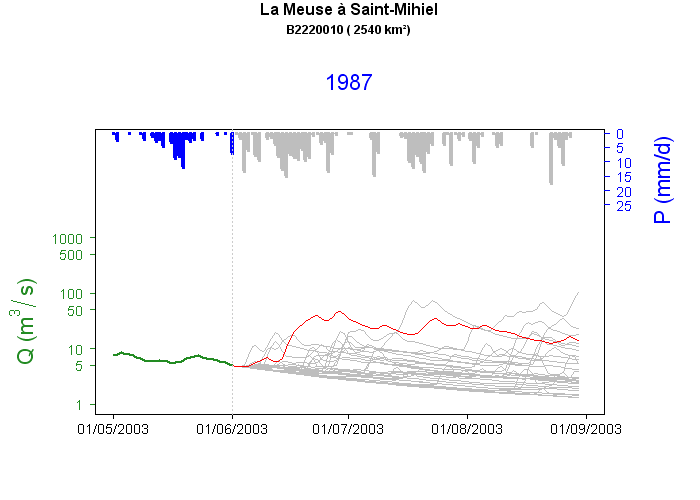 La Meuse à Saint-Mihiel
B2220010 ( 2540 km²)
1987
0
5
10
15
20
25
P (mm/d)
1000
500
100
50
10
5
1
Q (m³/ s)
01/05/2003 01/06/2003 01/07/2003 01/08/2003 01/09/2003